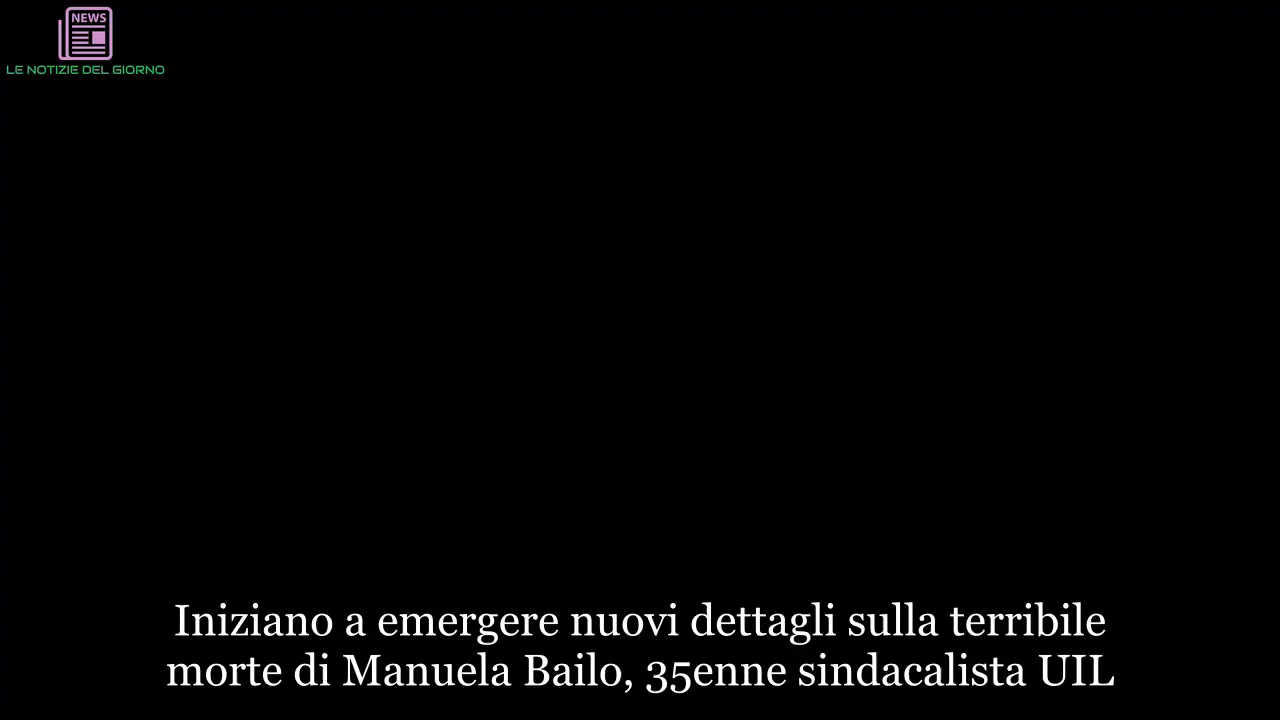 NEWS
LE NOTIZIE DEL GIORNO
Iniziano a emergere nuovi dettagli sulla terribile
morte di Manuela Bailo, 35enne sindacalista UIL